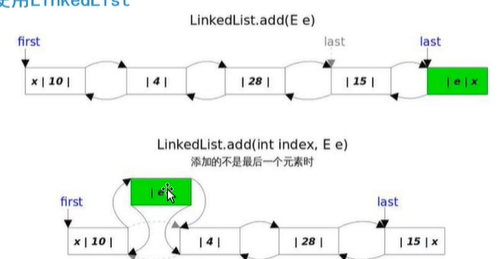 使用LinkedList
LinkedList.add(E e)
first last last
x | 10 | | 4 | | 28 | | 15 | | e | x
LinkedList.add(int index, E e)
添加的不是最后一个元素时
| e
first last
x | 10 | | 4 | | 28 | | 15 | x